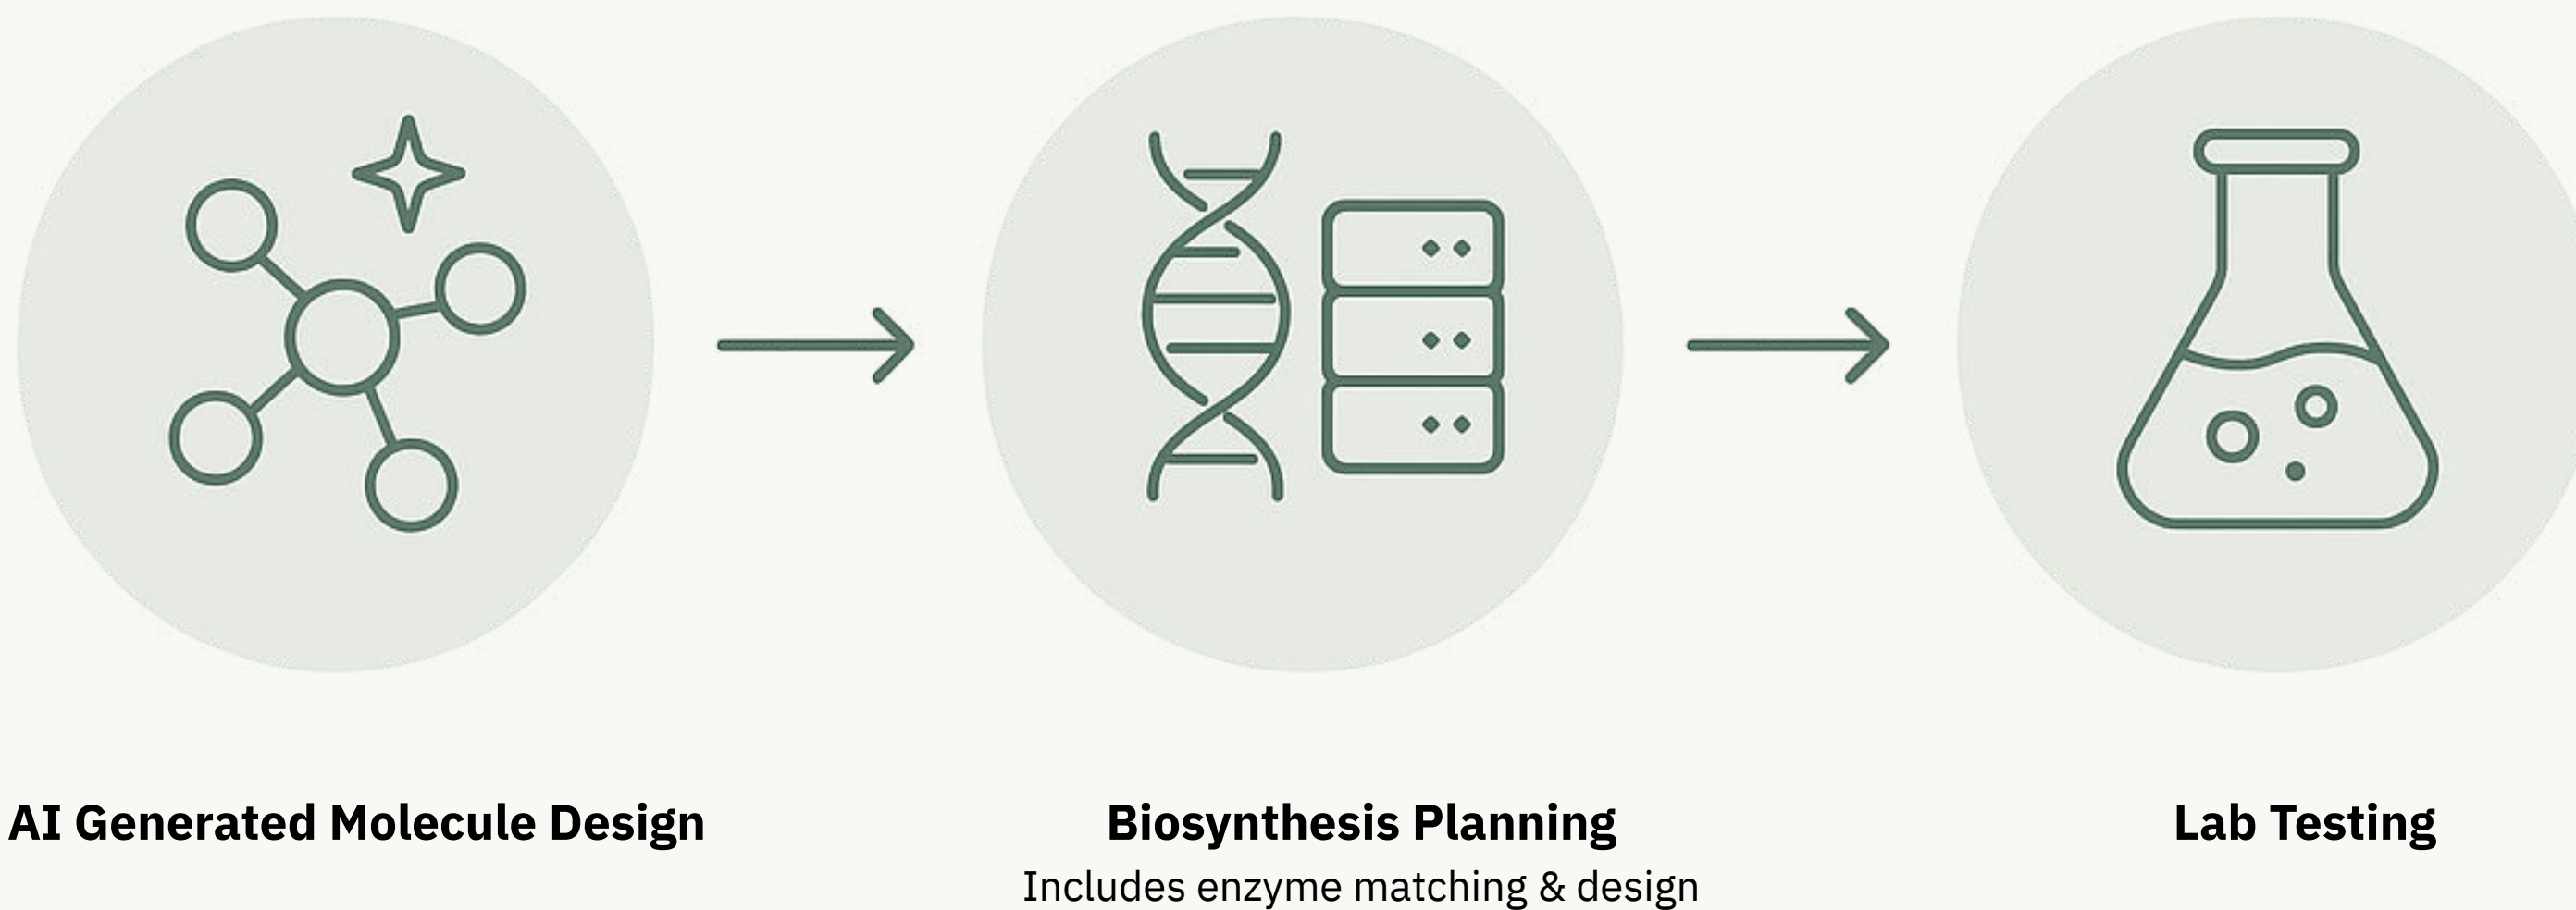 AI Generated Molecule Design
Biosynthesis Planning
Includes enzyme matching & design
Lab Testing